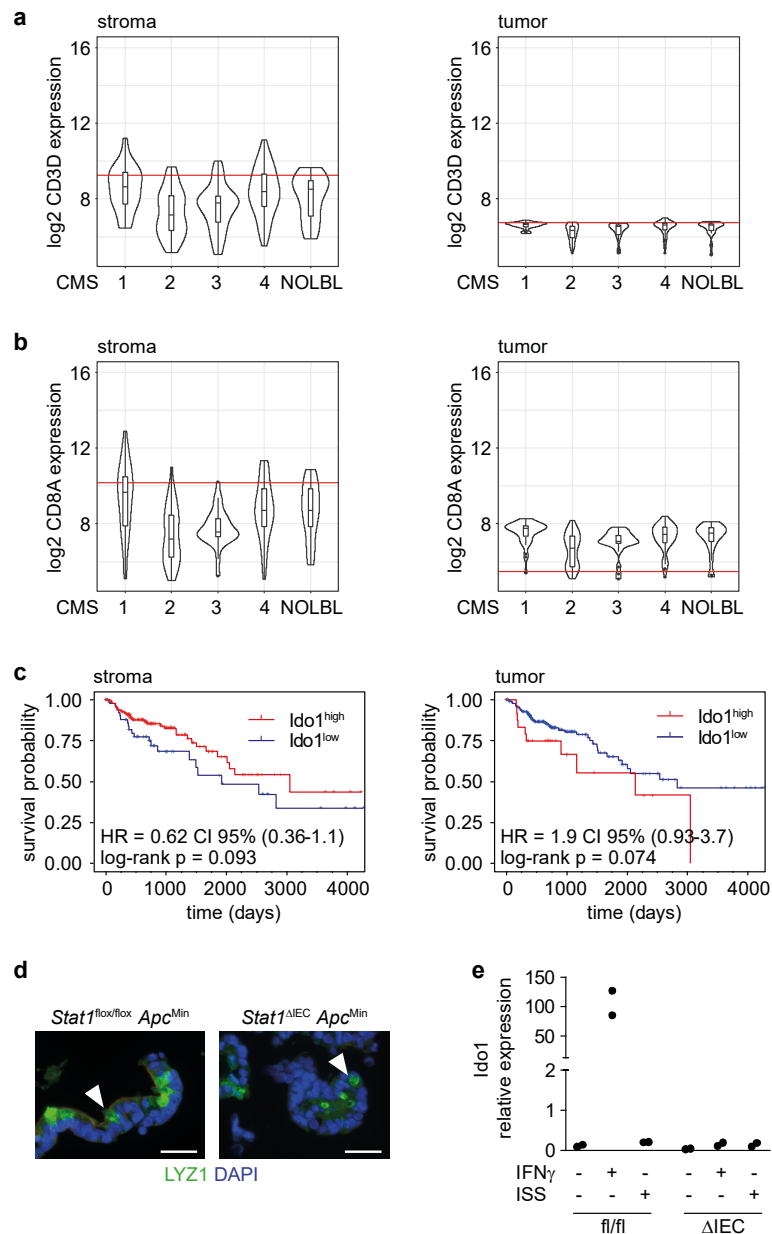 a
stroma
tumor
log2 CD3D expression
16
12
8
CMS 1 2 3 4 NOLBL
log2 CD3D expression
16
12
8
CMS 1 2 3 4 NOLBL
b
stroma
tumor
log2 CD8A expression
16
12
8
CMS 1 2 3 4 NOLBL
log2 CD8A expression
16
12
8
CMS 1 2 3 4 NOLBL
c
stroma
survival probability
1.00
0.75
0.50
0.25
0.00
Ido1high
Ido1low
HR = 0.62 CI 95% (0.36-1.1)
log-rank p = 0.093
0 1000 2000 3000 4000
time (days)
tumor
survival probability
1.00
0.75
0.50
0.25
0.00
Ido1high
Ido1low
HR = 1.9 CI 95% (0.93-3.7)
log-rank p = 0.074
0 1000 2000 3000 4000
time (days)
d
Stat1flox/flox ApcMin
Stat1ΔIEC ApcMin
LYZ1 DAPI
e
Ido1
relative expression
150
100
50
2
1
0
IFNγ - + - - + -
ISS - - + - - +
fl/fl ΔIEC